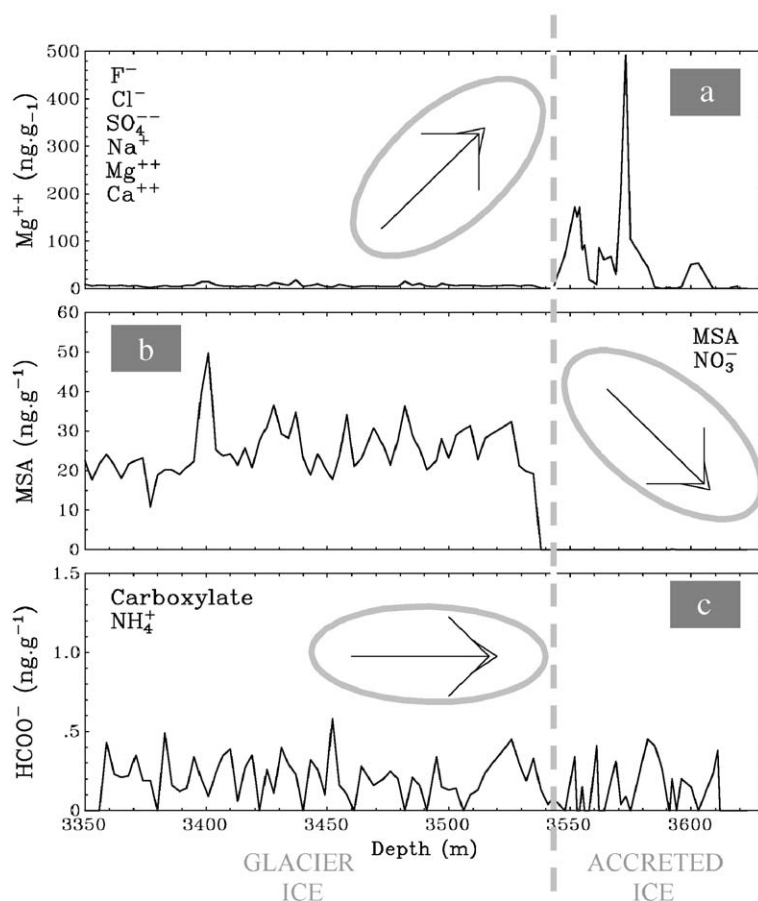 500
400
300
200
100
0
Mg++ (ng.g-1)
F-
Cl-
SO4--
Na+
Mg++
Ca++
a
60
50
40
30
20
10
0
MSA (ng.g-1)
b
MSA
NO3-
1.5
1.0
.5
0
HCOO- (ng.g-1)
Carboxylate
NH4+
c
3350 3400 3450 3500 3550 3600
Depth (m)
GLACIER
ICE
ACCRETED
ICE